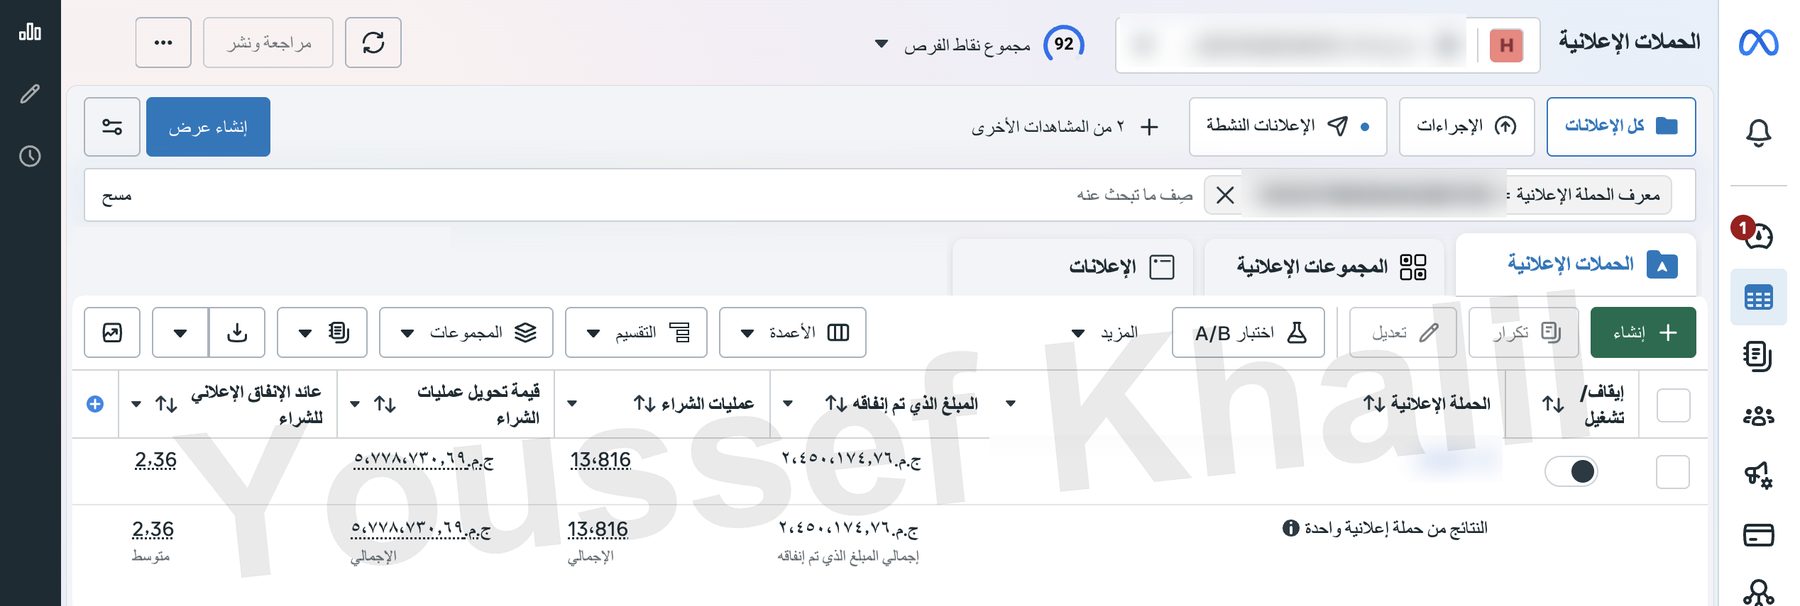 الحملات الإعلانية
H
92
مجموع نقاط الفرص
مراجعة ونشر
كل الإعلانات
الإجراءات
الإعلانات النشطة
٢ من المشاهدات الأخرى
إنشاء عرض
معرف الحملة الإعلانية =
صِف ما تبحث عنه
مسح
1
الحملات الإعلانية
المجموعات الإعلانية
الإعلانات
إنشاء
تكرار
تعديل
اختبار A/B
المزيد
الأعمدة
التقسيم
المجموعات
إيقاف/
تشغيل
الحملة الإعلانية
المبلغ الذي تم إنفاقه
عمليات الشراء
قيمة تحويل عمليات
الشراء
عائد الإنفاق الإعلاني
للشراء
ج.م.٢،٤٥٠،١٧٤,٧٦
13،816
ج.م.٥،٧٧٨،٧٣٠,٦٩
2,36
النتائج من حملة إعلانية واحدة
ج.م.٢،٤٥٠،١٧٤,٧٦
إجمالي المبلغ الذي تم إنفاقه
13،816
الإجمالي
ج.م.٥،٧٧٨،٧٣٠,٦٩
الإجمالي
2,36
متوسط
Youssef Khalil